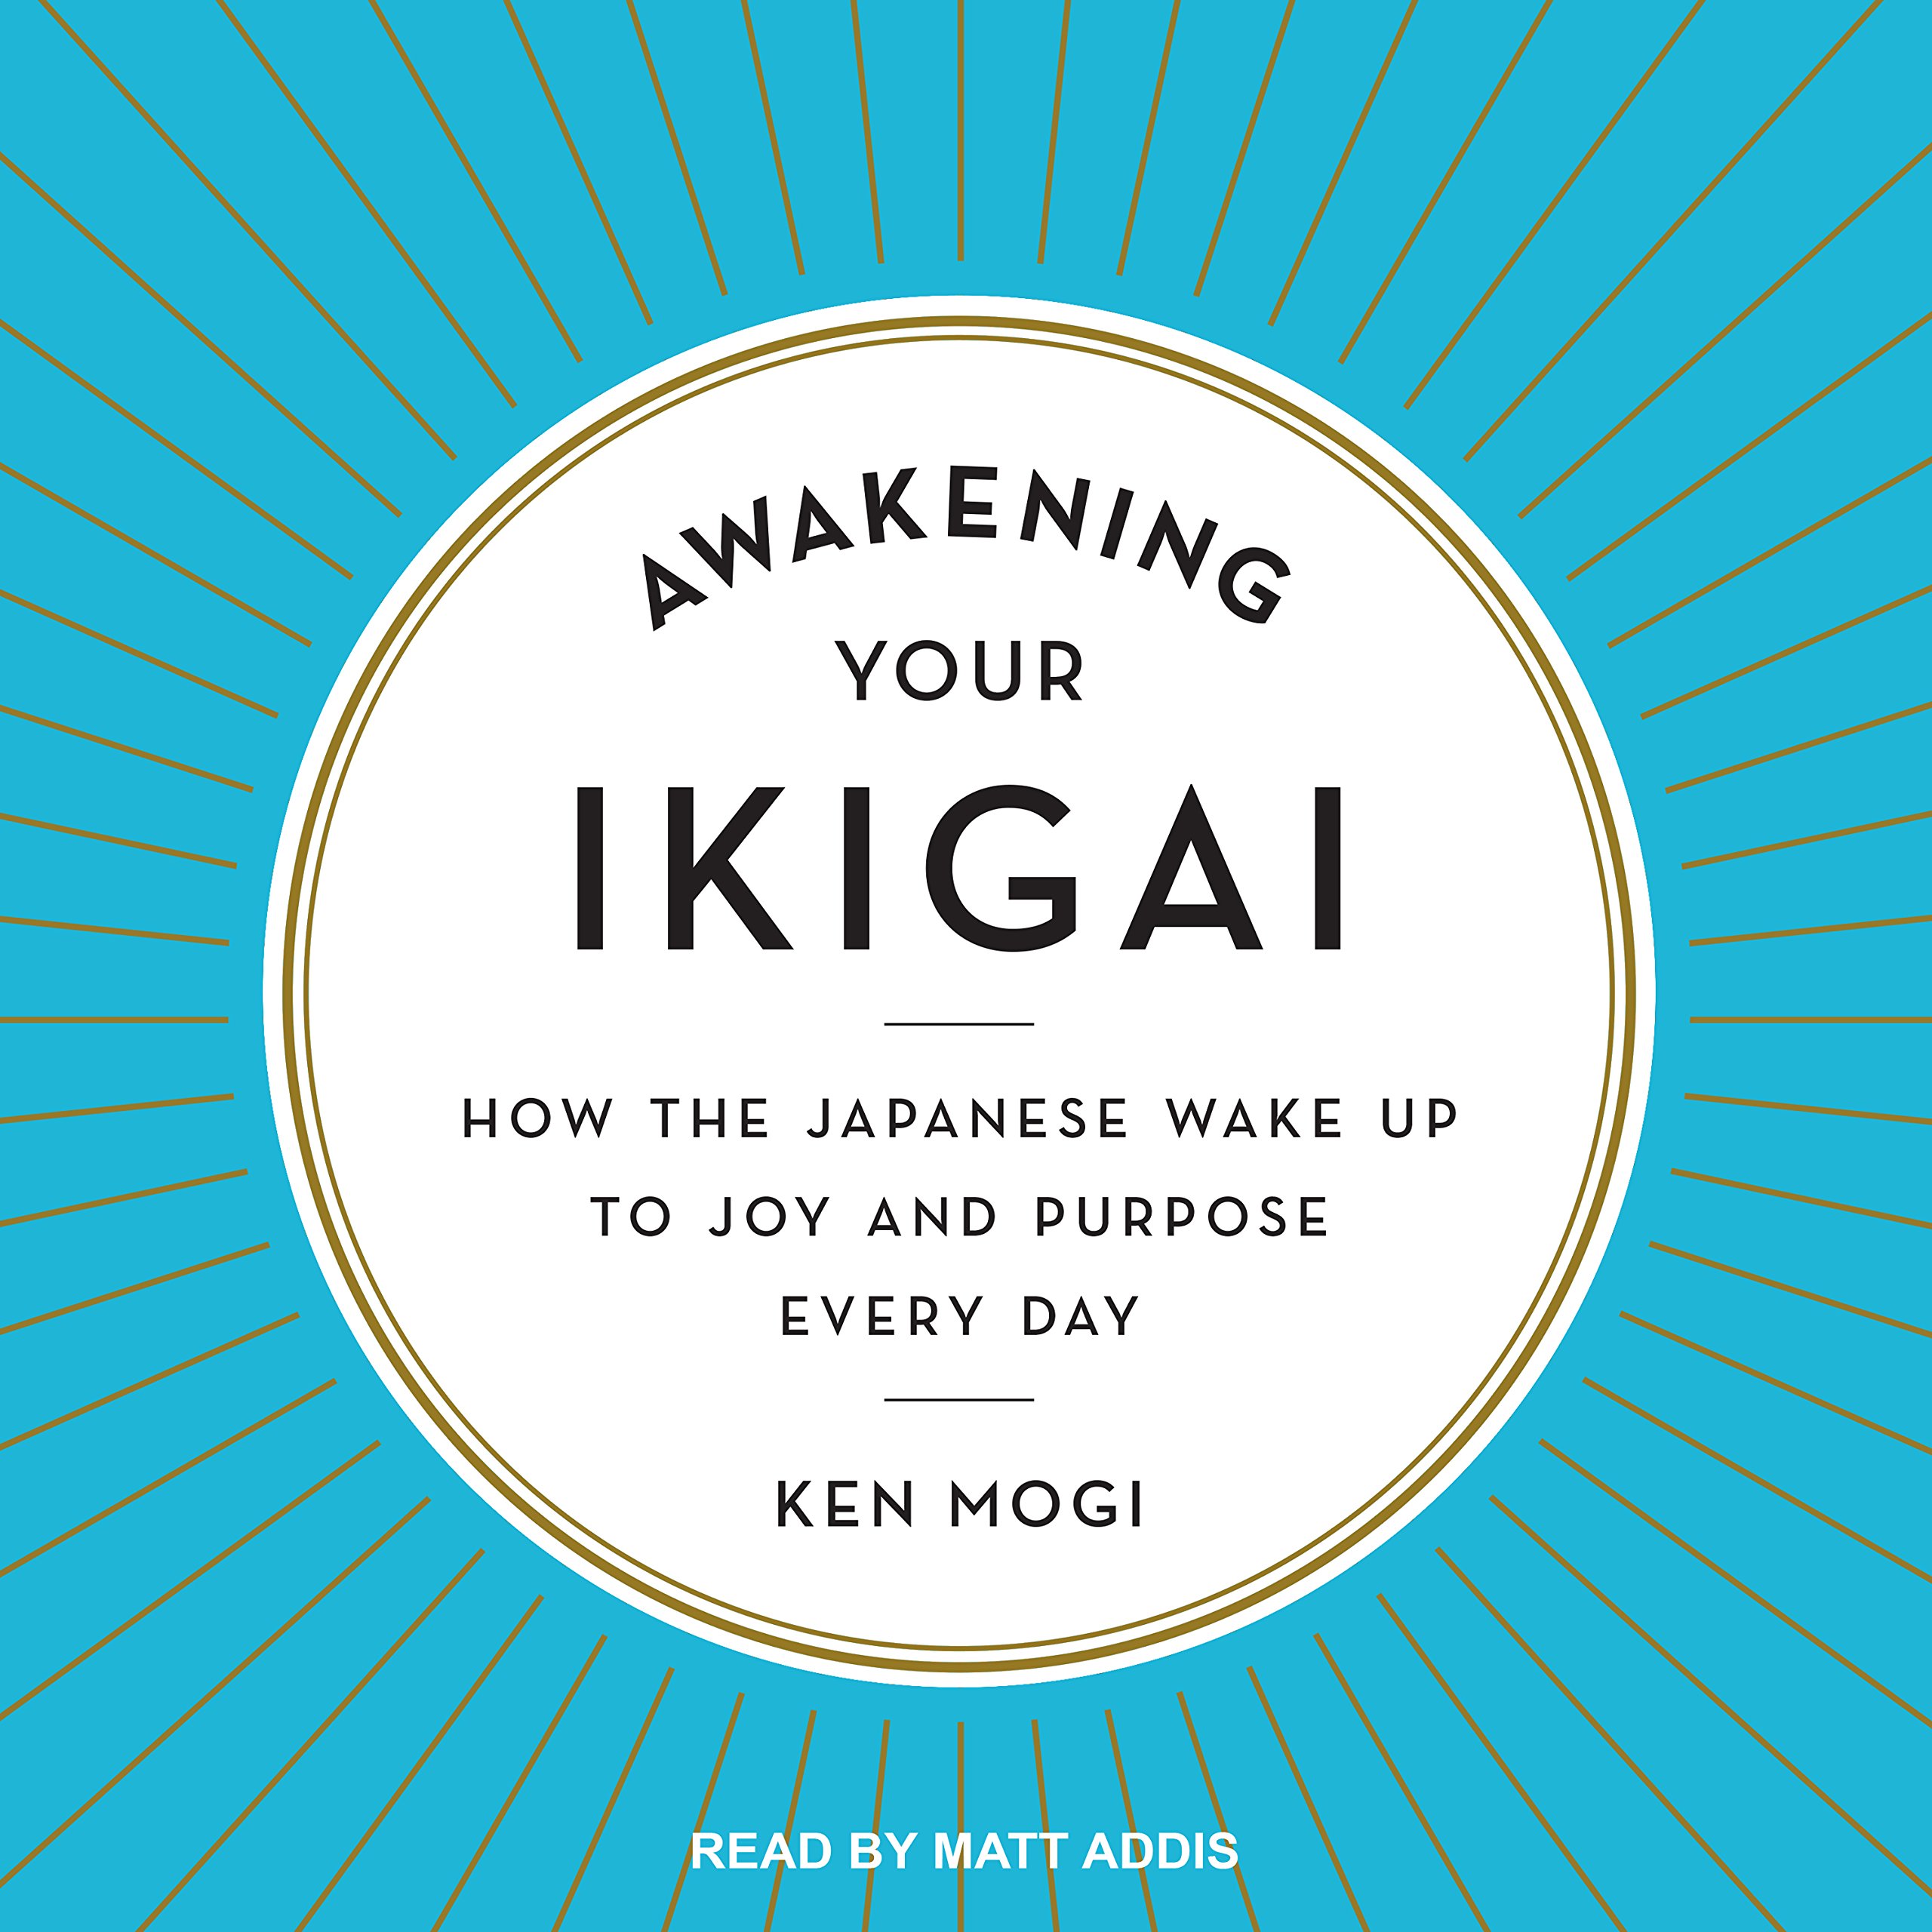 AWAKENING
YOUR
IKIGAI
HOW THE JAPANESE WAKE UP
TO JOY AND PURPOSE
EVERY DAY
KEN MOGI
READ BY MATT ADDIS